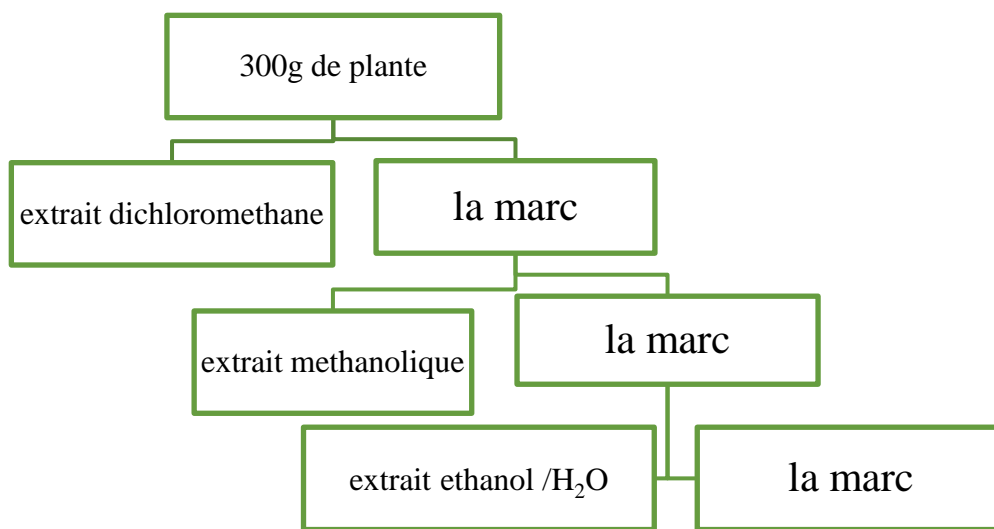 300g de plante
extrait dichloromethane
la marc
extrait methanolique
la marc
extrait ethanol /H₂O
la marc